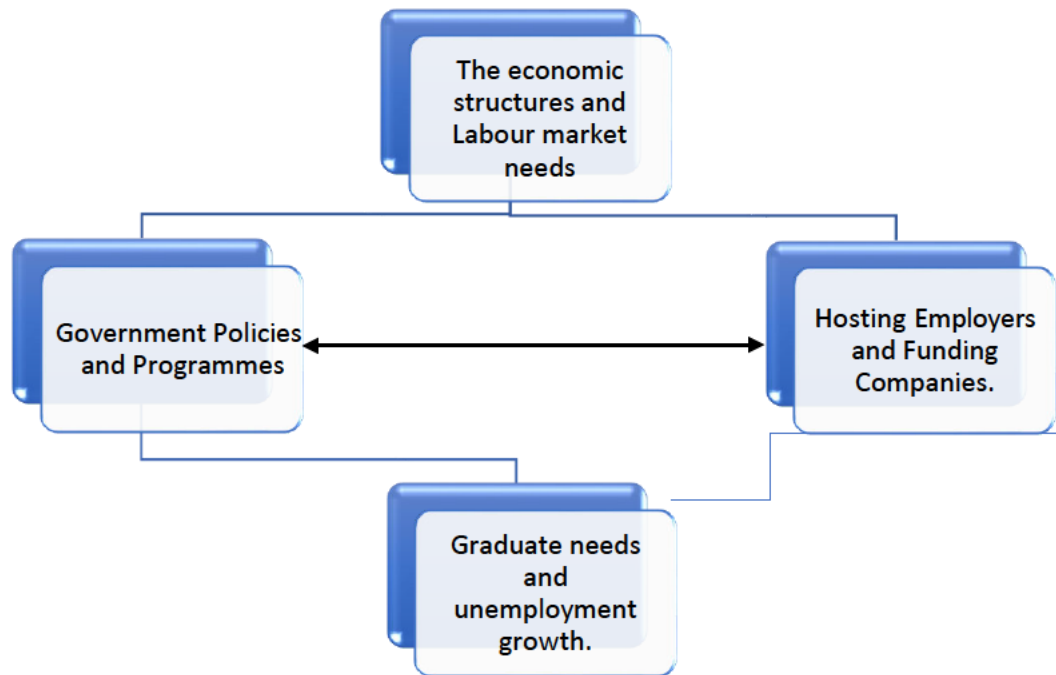 The economic
structures and
Labour market
needs
Government Policies
and Programmes
Hosting Employers
and Funding
Companies.
Graduate needs
and
unemployment
growth.